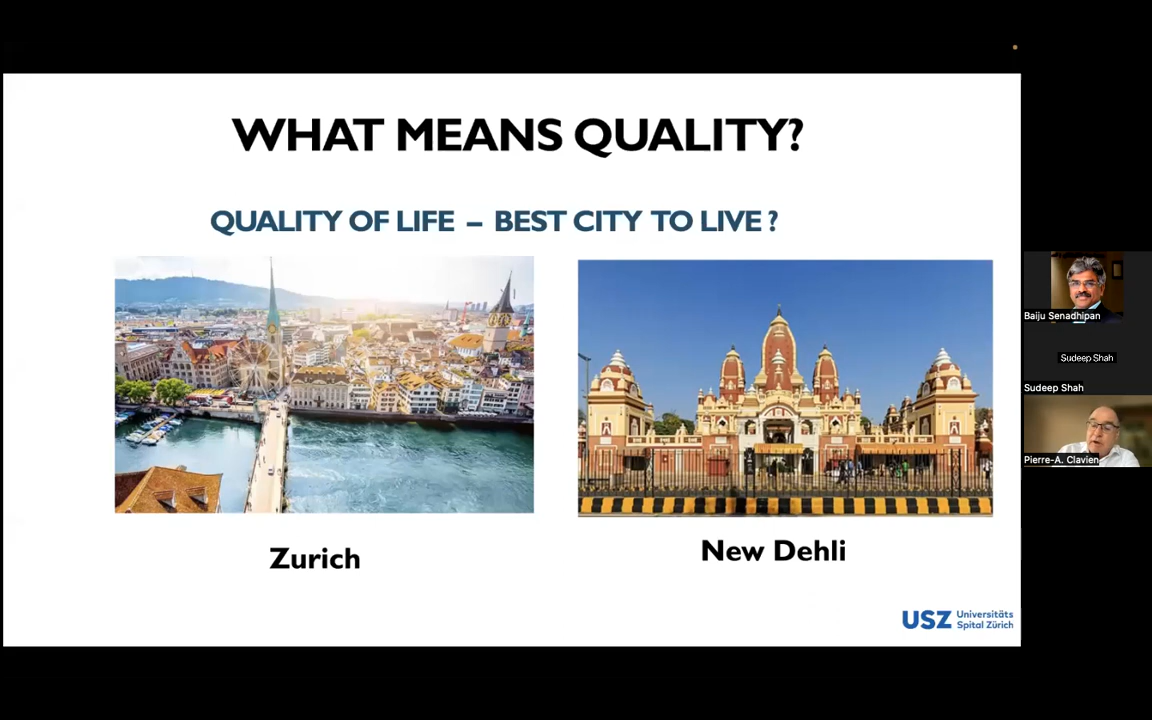 WHAT MEANS QUALITY?
QUALITY OF LIFE – BEST CITY TO LIVE ?
Zurich
New Dehli
USZ Universitäts
Spital Zürich
Baiju Senadhipan
Sudeep Shah
Sudeep Shah
Pierre-A. Clavien